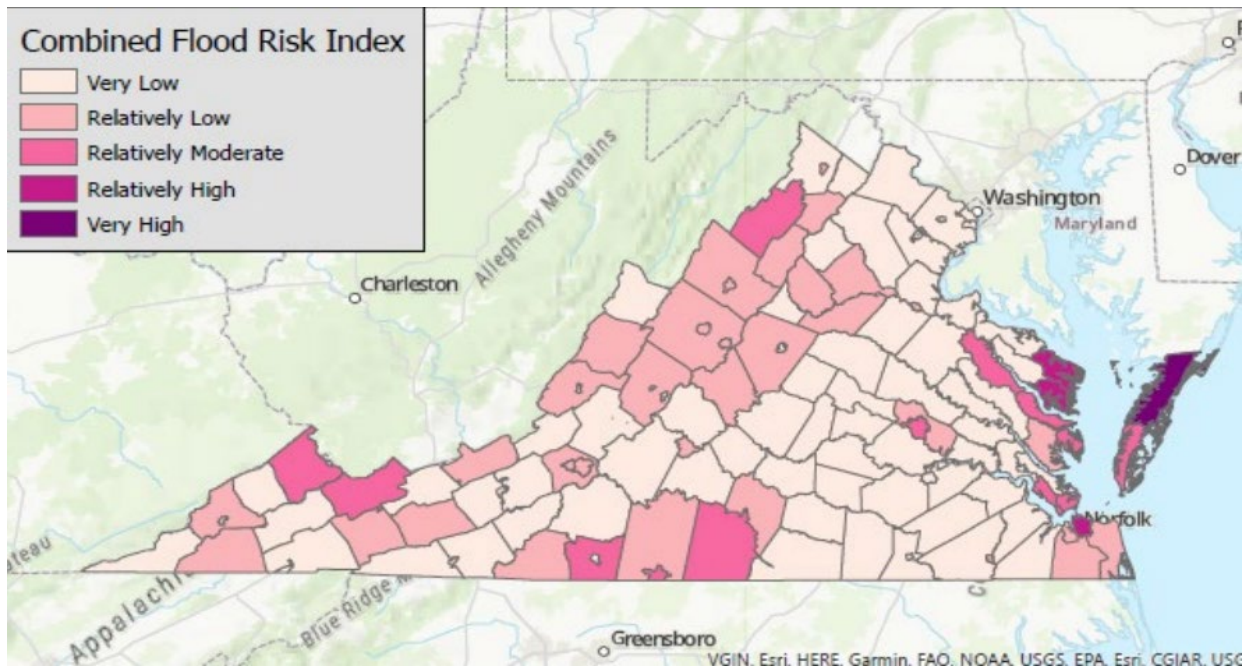 Combined Flood Risk Index
Very Low
Relatively Low
Relatively Moderate
Relatively High
Very High
Allegheny Mountains
Washington
Maryland
Dover
Charleston
Norfolk
Appalachi
Blue Ridge M
Greensboro
VGIN, Esri, HERE, Garmin, FAO, NOAA, USGS, EPA, Esri, CGIAR, USG